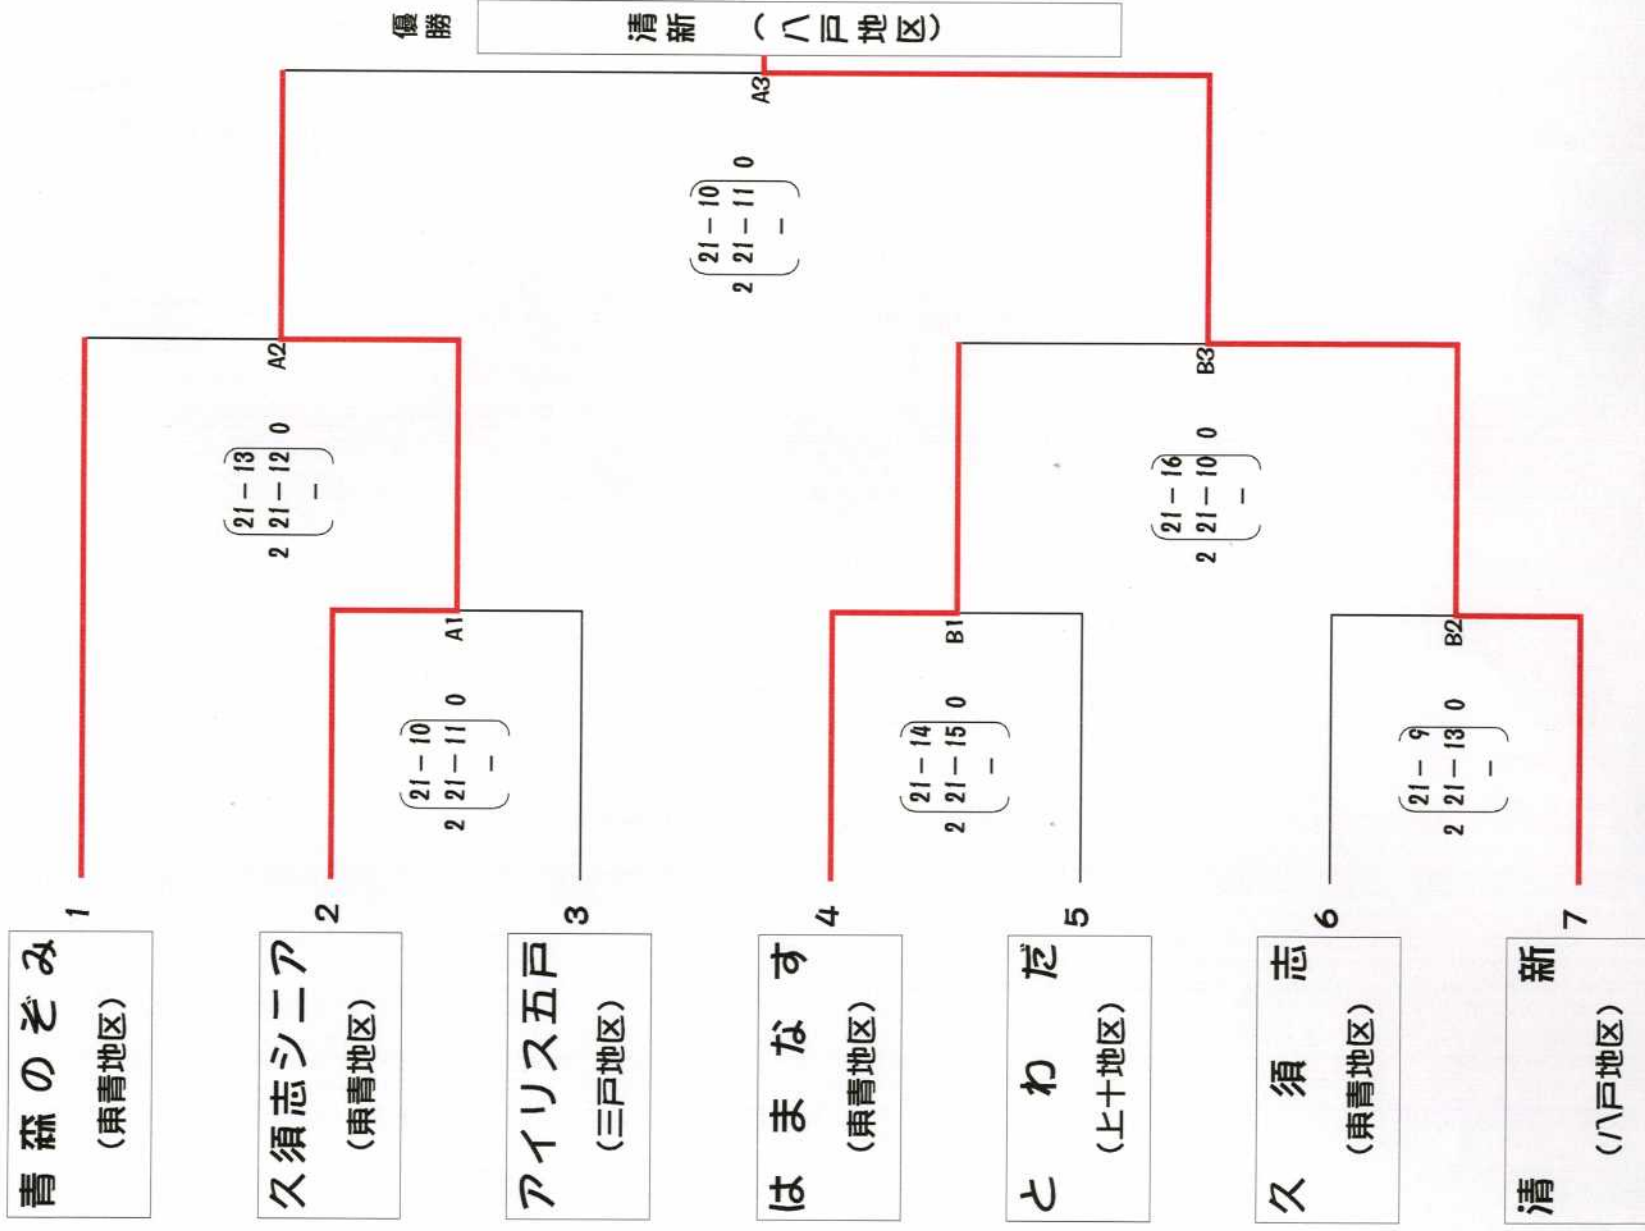 優勝
清新 （八戸地区）
A3
2 21－10 0
21－11
－
A2
2 21－13 0
21－12
－
B3
2 21－16 0
21－10
－
A1
2 21－10 0
21－11
－
B1
2 21－14 0
21－15
－
B2
2 21－9 0
21－13
－
1
青森のぞみ
（東青地区）
2
久須志シニア
（東青地区）
3
アイリス五戸
（三戸地区）
4
はまなす
（東青地区）
5
とわだ
（上十地区）
6
久須志
（東青地区）
7
清新
（八戸地区）